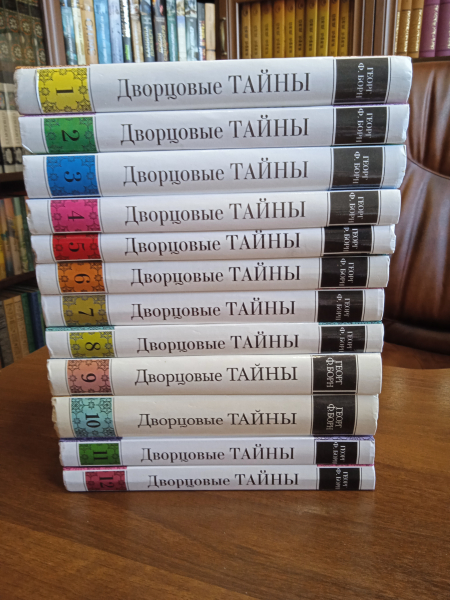 1 Дворцовые ТАЙНЫ ГЕОРГ Ф. БОРН
2 Дворцовые ТАЙНЫ ГЕОРГ Ф. БОРН
3 Дворцовые ТАЙНЫ ГЕОРГ Ф. БОРН
4 Дворцовые ТАЙНЫ ГЕОРГ Ф. БОРН
5 Дворцовые ТАЙНЫ ГЕОРГ Ф. БОРН
6 Дворцовые ТАЙНЫ ГЕОРГ Ф. БОРН
7 Дворцовые ТАЙНЫ ГЕОРГ Ф. БОРН
8 Дворцовые ТАЙНЫ ГЕОРГ Ф. БОРН
9 Дворцовые ТАЙНЫ ГЕОРГ Ф.БОРН
10 Дворцовые ТАЙНЫ ГЕОРГ Ф.БОРН
11 Дворцовые ТАЙНЫ ГЕОРГ Ф. БОРН
12 Дворцовые ТАЙНЫ ГЕОРГ Ф. БОРН